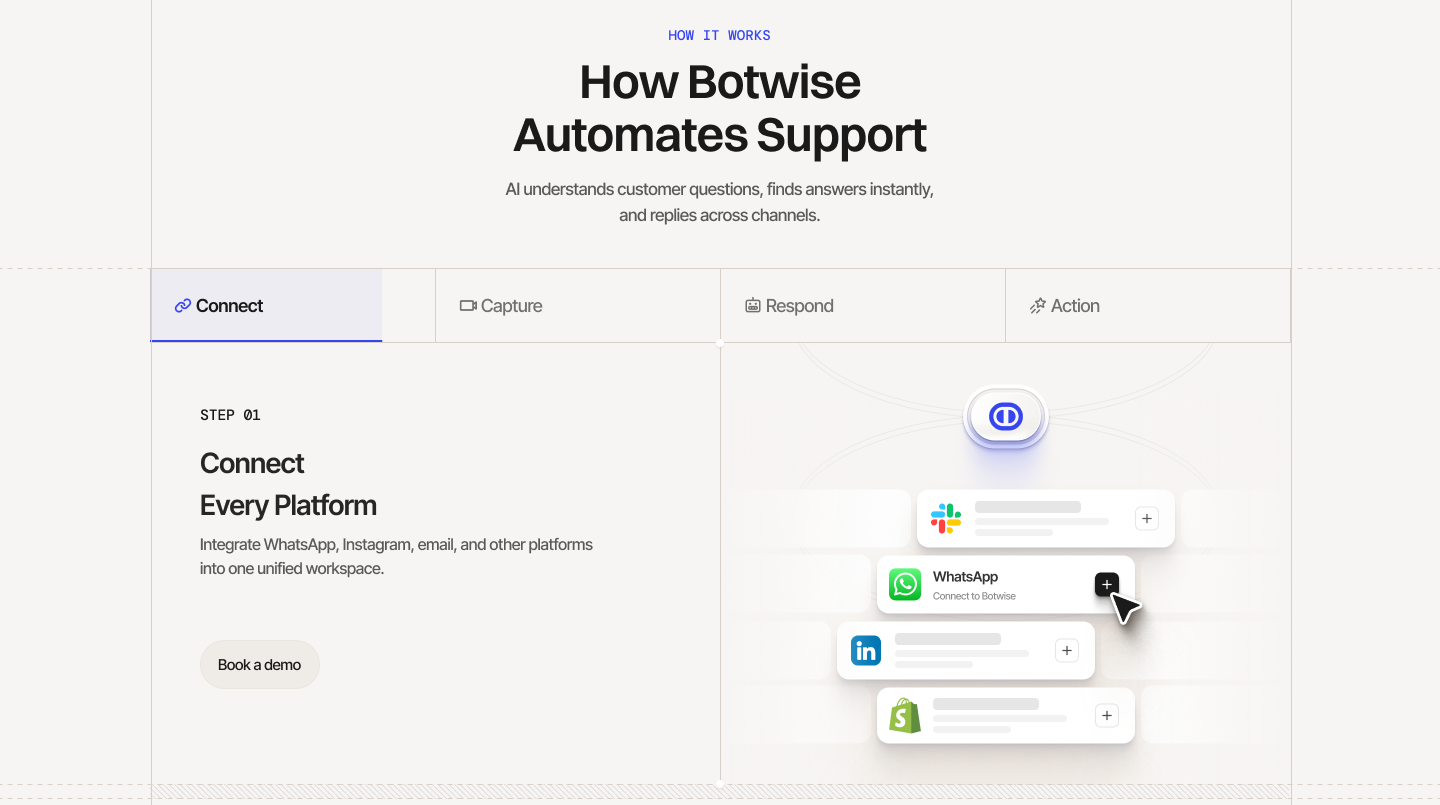 HOW IT WORKS
How Botwise
Automates Support
AI understands customer questions, finds answers instantly,
and replies across channels.
Connect
Capture
Respond
Action
STEP 01
Connect
Every Platform
Integrate WhatsApp, Instagram, email, and other platforms
into one unified workspace.
Book a demo
WhatsApp
Connect to Botwise
in